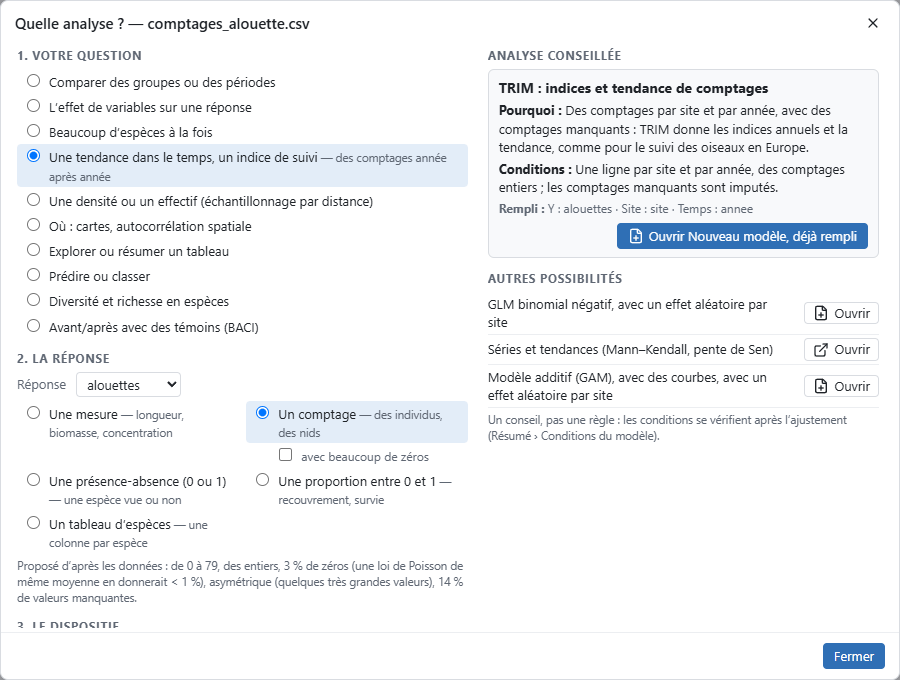 Quelle analyse ? — comptages_alouette.csv
1. VOTRE QUESTION
Comparer des groupes ou des périodes
L'effet de variables sur une réponse
Beaucoup d'espèces à la fois
Une tendance dans le temps, un indice de suivi — des comptages année
après année
Une densité ou un effectif (échantillonnage par distance)
Où : cartes, autocorrélation spatiale
Explorer ou résumer un tableau
Prédire ou classer
Diversité et richesse en espèces
Avant/après avec des témoins (BACI)
2. LA RÉPONSE
Réponse alouettes
Une mesure — longueur,
biomasse, concentration
Un comptage — des individus,
des nids
avec beaucoup de zéros
Une présence-absence (0 ou 1)
— une espèce vue ou non
Une proportion entre 0 et 1 —
recouvrement, survie
Un tableau d'espèces — une
colonne par espèce
Proposé d'après les données : de 0 à 79, des entiers, 3 % de zéros (une loi de Poisson de
même moyenne en donnerait < 1 %), asymétrique (quelques très grandes valeurs), 14 %
de valeurs manquantes.
3. LE DISPOSITIF
ANALYSE CONSEILLÉE
TRIM : indices et tendance de comptages
Pourquoi : Des comptages par site et par année, avec des
comptages manquants : TRIM donne les indices annuels et la
tendance, comme pour le suivi des oiseaux en Europe.
Conditions : Une ligne par site et par année, des comptages
entiers ; les comptages manquants sont imputés.
Rempli : Y : alouettes · Site : site · Temps : annee
Ouvrir Nouveau modèle, déjà rempli
AUTRES POSSIBILITÉS
GLM binomial négatif, avec un effet aléatoire par
site
Ouvrir
Séries et tendances (Mann–Kendall, pente de Sen)
Ouvrir
Modèle additif (GAM), avec des courbes, avec un
effet aléatoire par site
Ouvrir
Un conseil, pas une règle : les conditions se vérifient après l'ajustement
(Résumé › Conditions du modèle).
Fermer